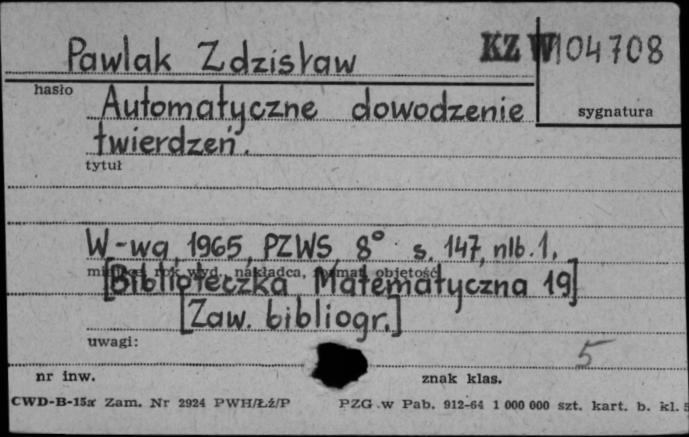 Pawlak Zdzisław KZ W 104708
hasło
sygnatura
Automatyczne dowodzenie
twierdzeń.
tytuł
W-wa, 1965, PZWS, 8° s. 147, nlb. 1.
miejsce, rok wyd., nakładca, format, objętość
[Biblioteczka Matematyczna 19]
[Zaw. bibliogr.]
uwagi:
5
nr inw. znak klas.
CWD-B-15a Zam. Nr 2924 PWH/Łź/P PZG w Pab. 912-64 1 000 000 szt. kart. b. kl. 5